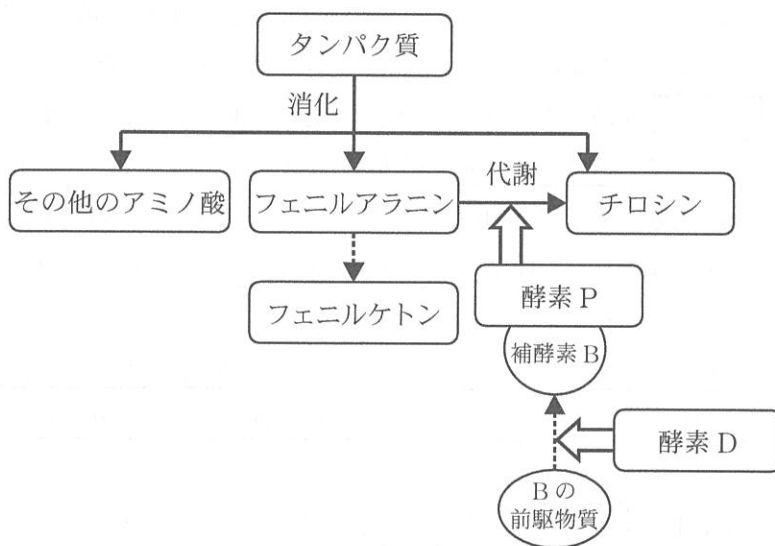 タンパク質
消化
その他のアミノ酸
フェニルアラニン
代謝
チロシン
フェニルケトン
酵素 P
補酵素 B
酵素 D
B の
前駆物質